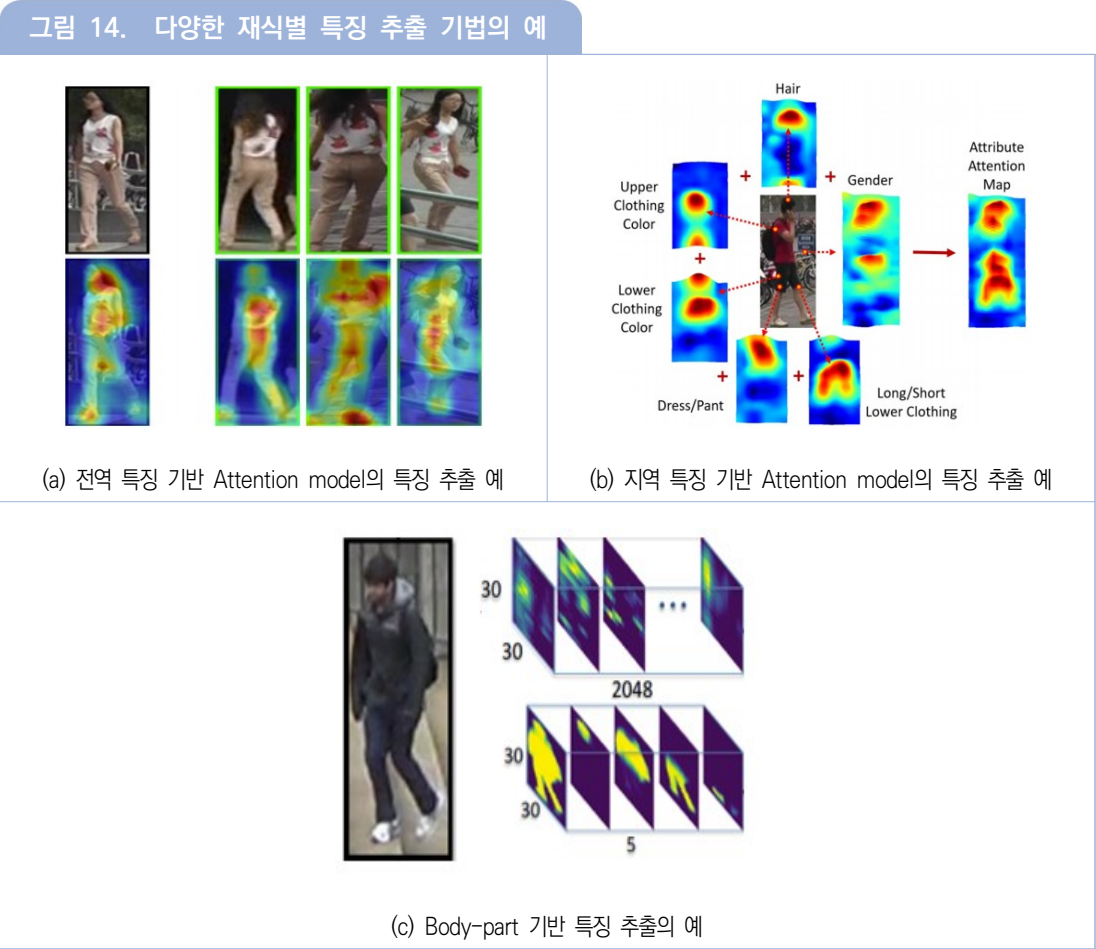 그림 14. 다양한 재식별 특징 추출 기법의 예
Hair
Upper
Clothing
Color
+
+
Gender
Attribute
Attention
Map
+
Lower
Clothing
Color
+
+
Dress/Pant
Long/Short
Lower Clothing
(a) 전역 특징 기반 Attention model의 특징 추출 예
(b) 지역 특징 기반 Attention model의 특징 추출 예
30
30
2048
30
30
5
(c) Body-part 기반 특징 추출의 예